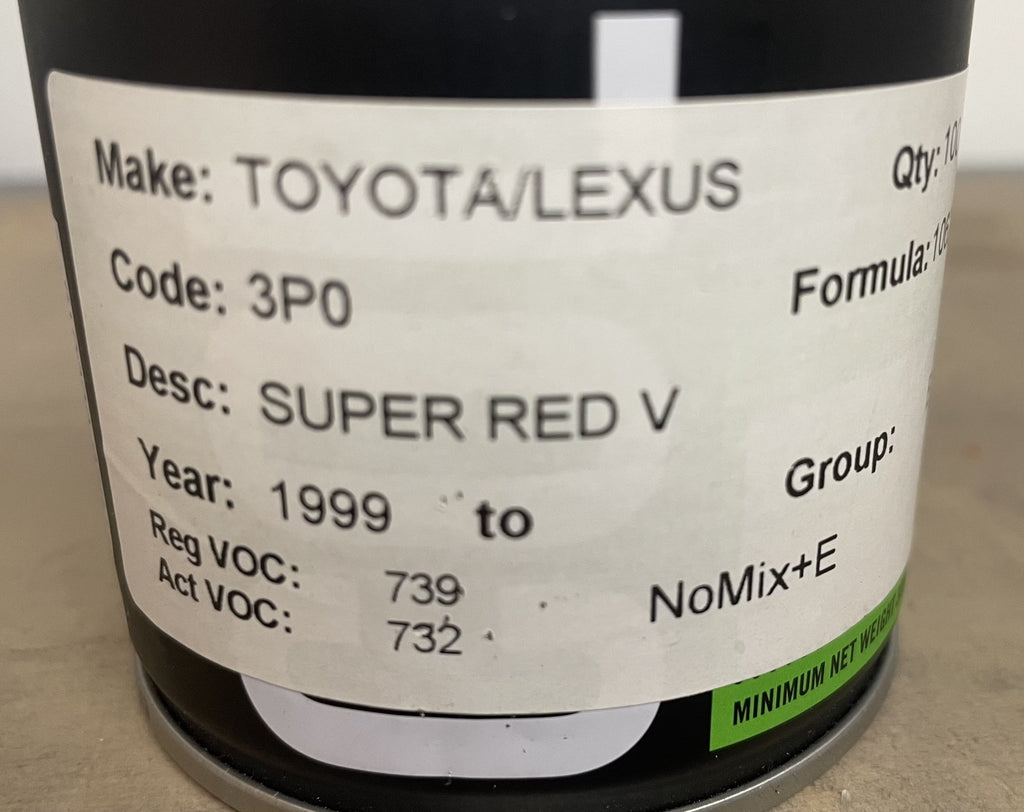 Make: TOYOTA/LEXUS Qty:
Code: 3P0 Formula:
Desc: SUPER RED V
Year: 1999 to Group:
Reg VOC: 739
Act VOC: 732 NoMix+E
MINIMUM NET WEIGHT